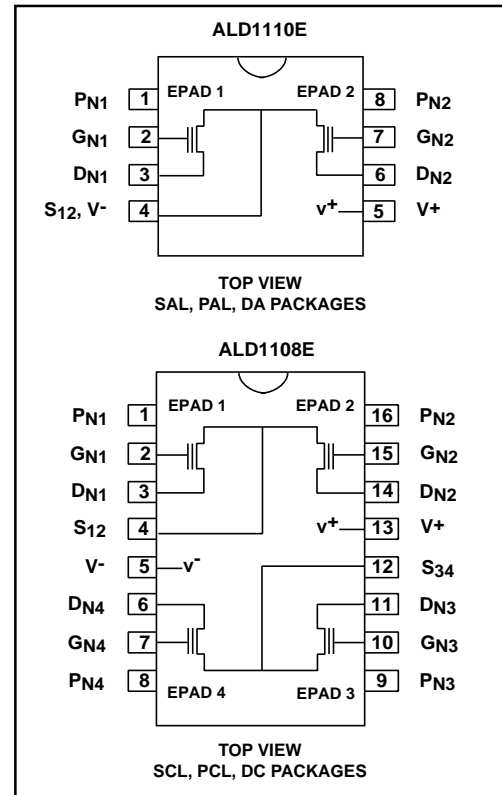 ALD1110E
EPAD 1 EPAD 2
PN1 1 8 PN2
GN1 2 7 GN2
DN1 3 6 DN2
S12, V- 4 v+ 5 V+
TOP VIEW
SAL, PAL, DA PACKAGES
ALD1108E
EPAD 1 EPAD 2
PN1 1 16 PN2
GN1 2 15 GN2
DN1 3 14 DN2
S12 4 v+ 13 V+
V- 5 v- 12 S34
DN4 6 11 DN3
GN4 7 10 GN3
PN4 8 9 PN3
EPAD 4 EPAD 3
TOP VIEW
SCL, PCL, DC PACKAGES